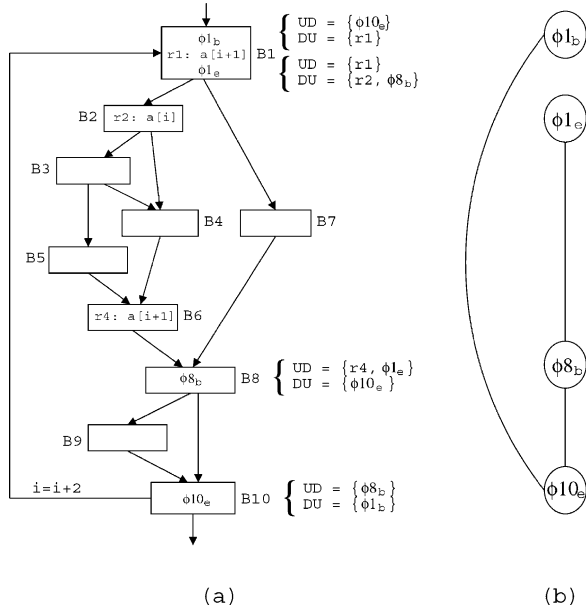 ϕ1b
r1: a[i+1]
ϕ1e
B1
{ UD = {ϕ10e}
DU = {r1}
{ UD = {r1}
DU = {r2, ϕ8b}
B2
r2: a[i]
B3
B4
B7
B5
r4: a[i+1]
B6
ϕ8b
B8
{ UD = {r4, ϕ1e}
DU = {ϕ10e}
B9
i=i+2
ϕ10e
B10
{ UD = {ϕ8b}
DU = {ϕ1b}
(a)
ϕ1b
ϕ1e
ϕ8b
ϕ10e
(b)